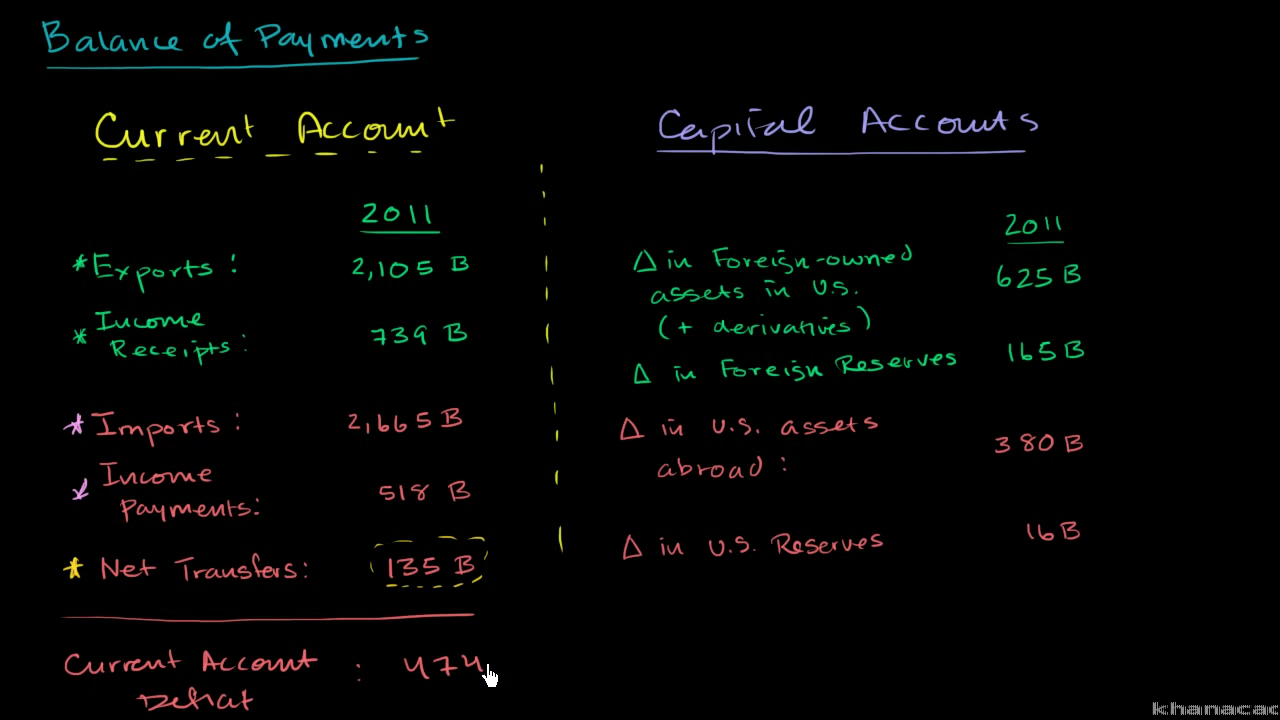 Balance of Payments
Current Account
2011
*Exports: 2,105 B
* Income
Receipts: 739 B
* Imports: 2,665 B
* Income
Payments: 518 B
* Net Transfers: 135 B
Current Account : 474
Deficit
Capital Accounts
2011
Δ in Foreign-owned
assets in U.S. 625 B
(+ derivatives)
Δ in Foreign Reserves 165 B
Δ in U.S. assets
abroad: 380 B
Δ in U.S. Reserves 16 B
khanacac